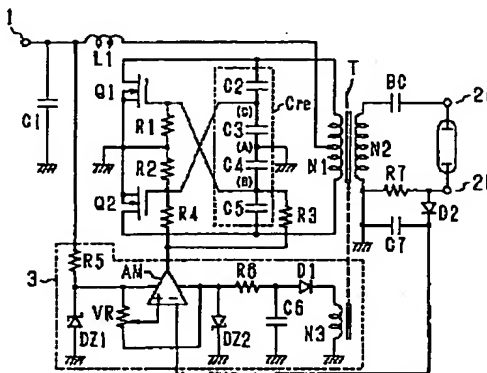 1
L1
T
Q1
C2
BC
2a
Cre
(C)
C1
R1
C3
(A)
N1
N2
R2
C4
(B)
R7
2b
Q2
R4
C5
R3
D2
C7
3
R5
AM
R6
D1
VR
C6
N3
DZ1
DZ2